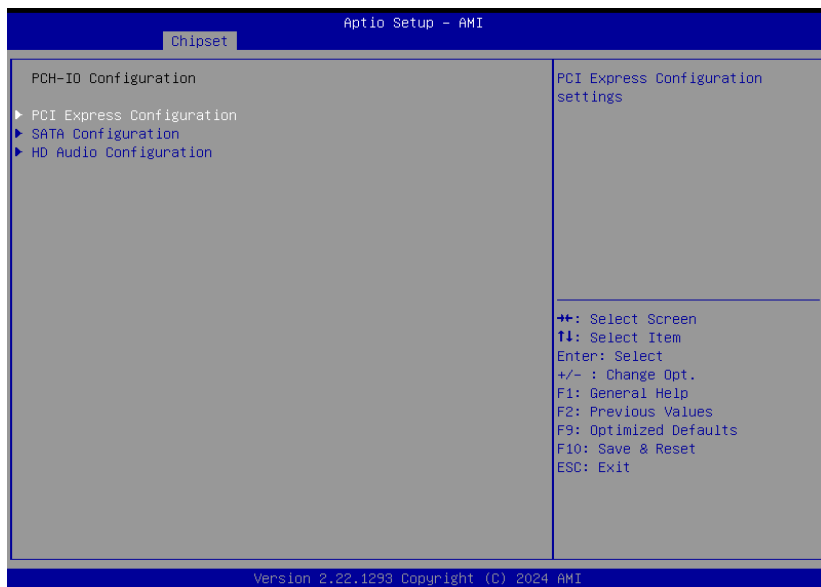 Aptio Setup – AMI
Chipset
PCH-IO Configuration
▶ PCI Express Configuration
▶ SATA Configuration
▶ HD Audio Configuration
PCI Express Configuration
settings
→←: Select Screen
↑↓: Select Item
Enter: Select
+/- : Change Opt.
F1: General Help
F2: Previous Values
F9: Optimized Defaults
F10: Save & Reset
ESC: Exit
Version 2.22.1293 Copyright (C) 2024 AMI